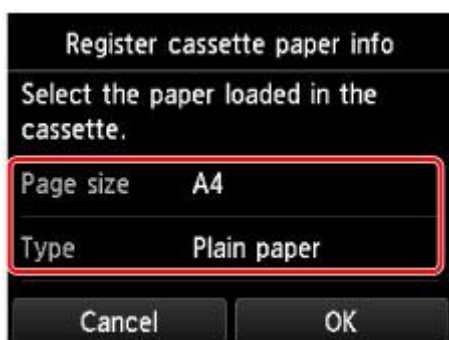 Register cassette paper info
Select the paper loaded in the
cassette.
Page size A4
Type Plain paper
Cancel OK